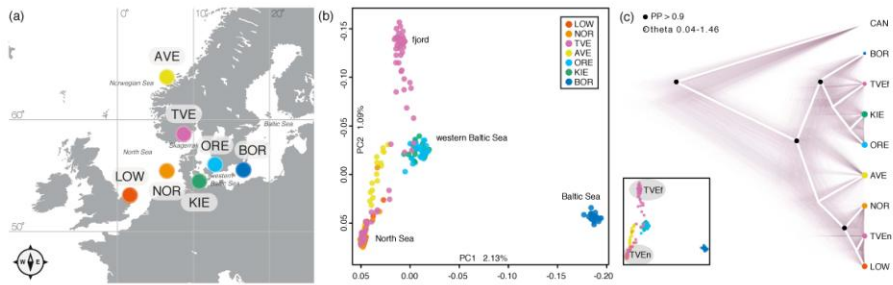 (a)
0°
10°
20°
AVE
Norwegian Sea
60°
TVE
Baltic Sea
North Sea
Skagerrak
ORE
BOR
LOW
NOR
western
Baltic Sea
KIE
50°
W E
(b)
-0.15
-0.10
-0.05
0.00
0.05
PC2 1.09%
fjord
LOW
NOR
TVE
AVE
ORE
KIE
BOR
western Baltic Sea
Baltic Sea
North Sea
PC1 2.13%
0.05
0.00
-0.05
-0.10
-0.15
-0.20
(c)
PP > 0.9
theta 0.04-1.46
CAN
BOR
TVEf
KIE
ORE
AVE
NOR
TVEn
LOW
TVEf
TVEn